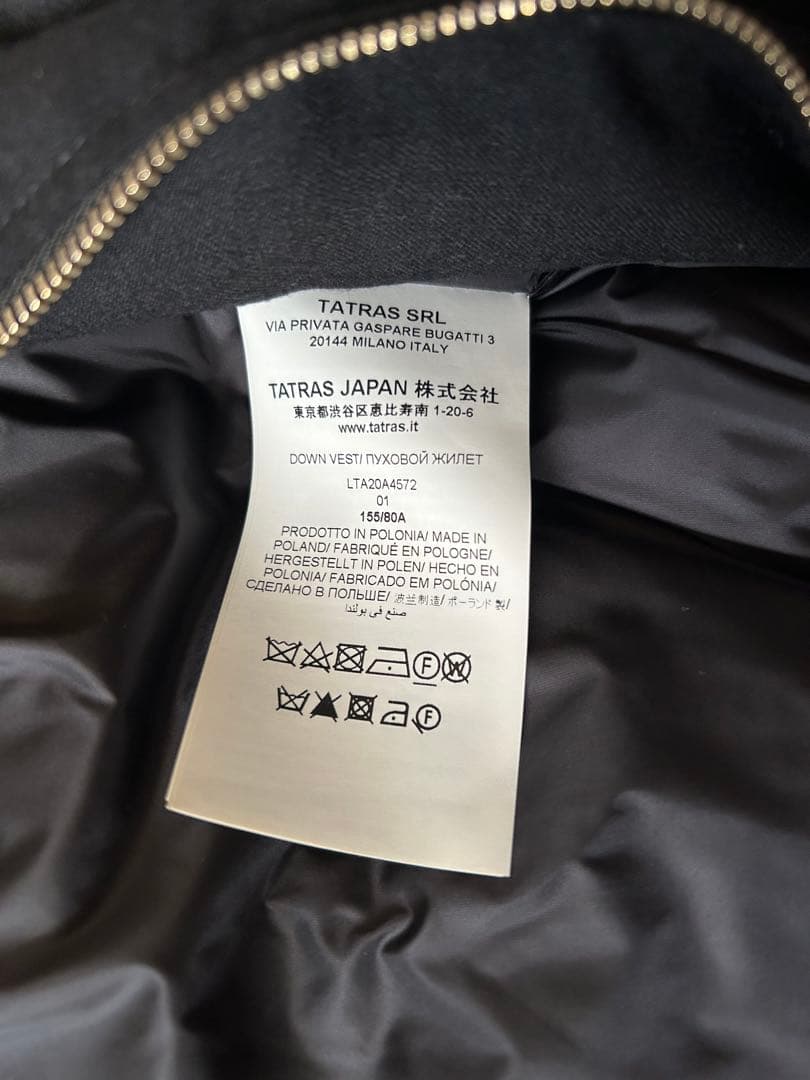 TATRAS SRL
VIA PRIVATA GASPARE BUGATTI 3
20144 MILANO ITALY
TATRAS JAPAN 株式会社
東京都渋谷区恵比寿南 1-20-6
www.tatras.it
DOWN VEST/ ПУХОВОЙ ЖИЛЕТ
LTA20A4572
01
155/80A
PRODOTTO IN POLONIA/ MADE IN
POLAND/ FABRIQUÉ EN POLOGNE/
HERGESTELLT IN POLEN/ HECHO EN
POLONIA/ FABRICADO EM POLÓNIA/
СДЕЛАНО В ПОЛЬШЕ/ 波兰制造/ ポーランド製/
صنع في بولندا
F W
F